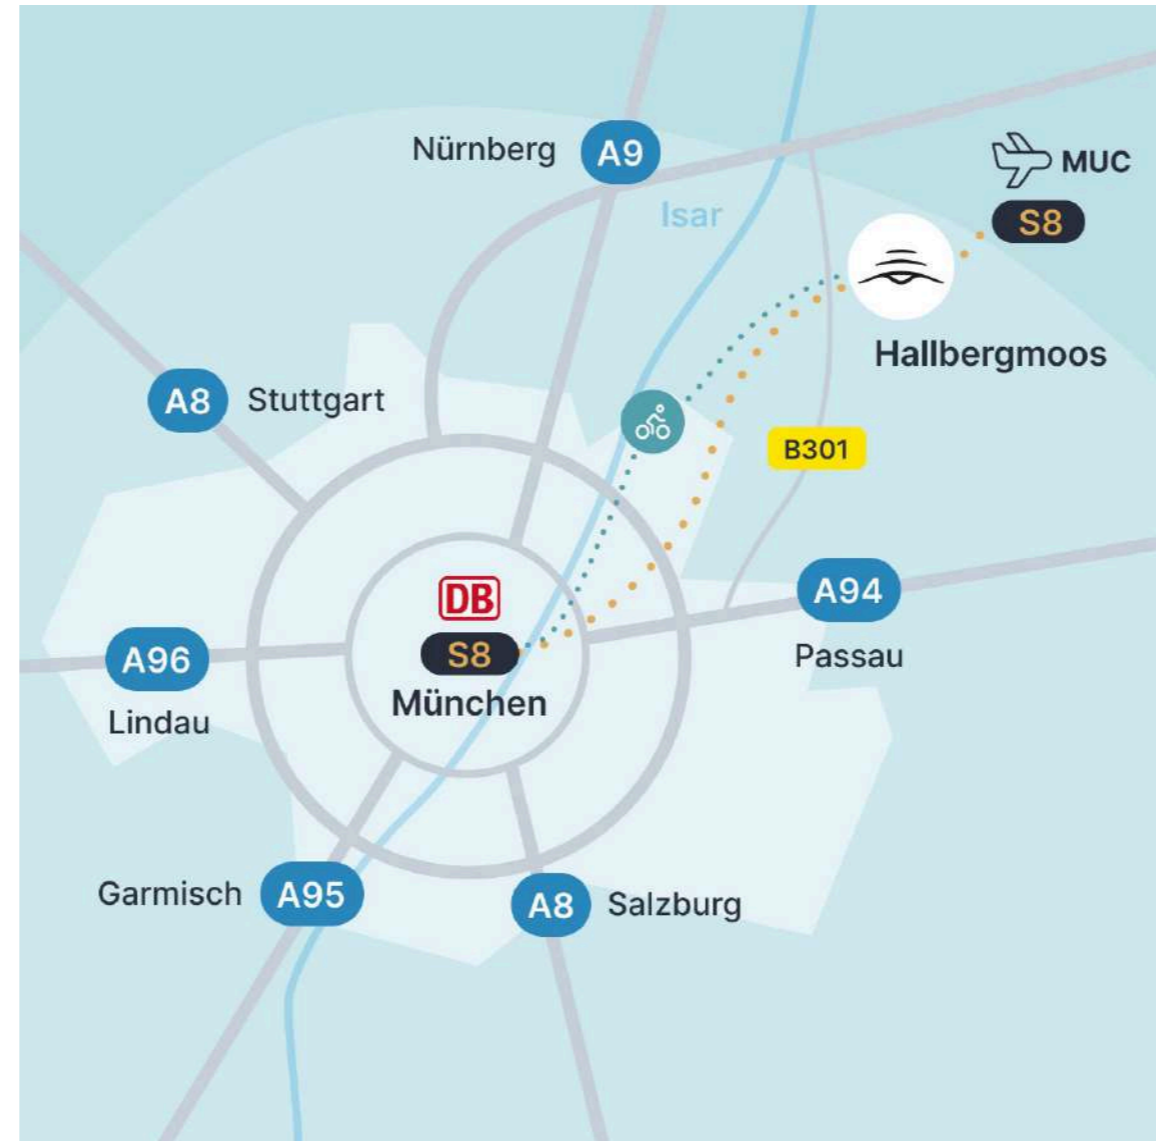 Nürnberg A9
MUC
Isar
S8
Hallbergmoos
A8 Stuttgart
B301
DB
A94
S8
A96
Passau
München
Lindau
Garmisch A95
A8 Salzburg